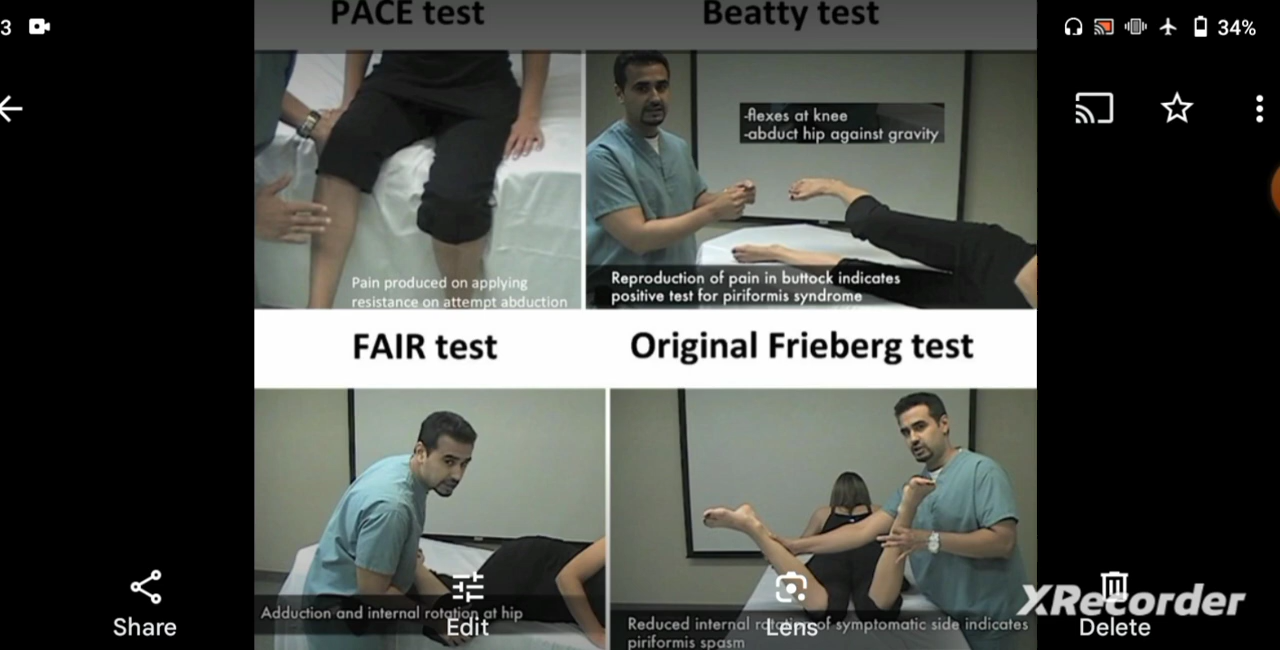 3
34%
PACE test
Beatty test
-flexes at knee
-abduct hip against gravity
Pain produced on applying
resistance on attempt abduction
Reproduction of pain in buttock indicates
positive test for piriformis syndrome
FAIR test
Original Frieberg test
Adduction and internal rotation at hip
Reduced internal rotation of symptomatic side indicates
piriformis spasm
XRecorder
Share
Edit
Lens
Delete